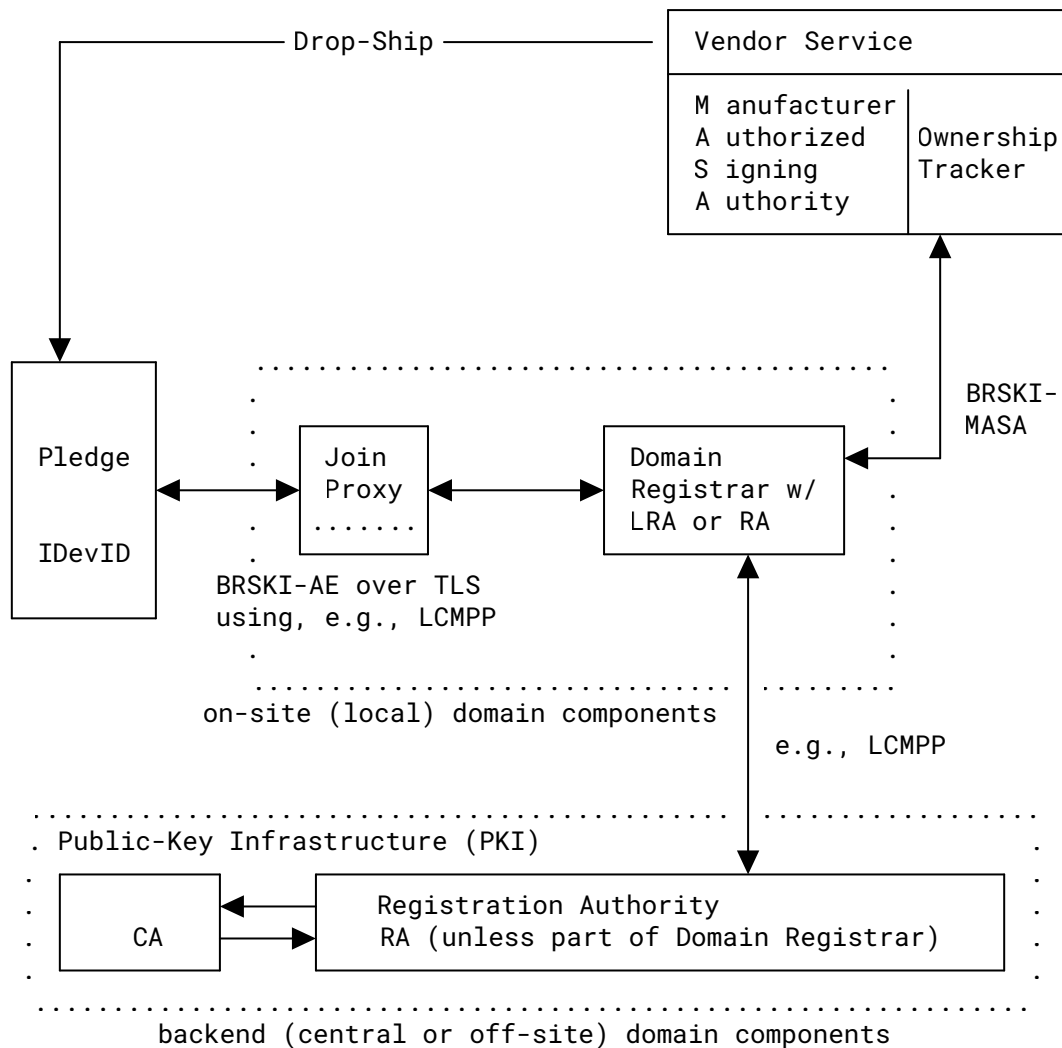 Drop-Ship
Vendor Service
M anufacturer
A uthorized
S igning
A uthority
Ownership
Tracker
BRSKI-
MASA
Pledge
IDevID
Join
Proxy
.......
Domain
Registrar w/
LRA or RA
BRSKI-AE over TLS
using, e.g., LCMPP
on-site (local) domain components
e.g., LCMPP
Public-Key Infrastructure (PKI)
CA
Registration Authority
RA (unless part of Domain Registrar)
backend (central or off-site) domain components